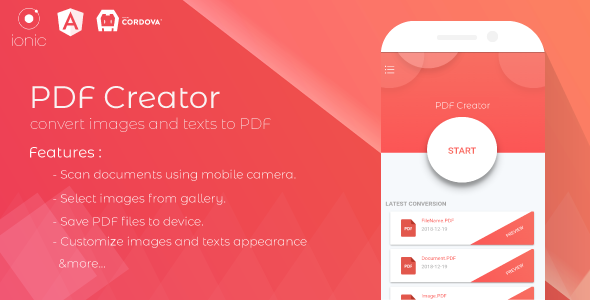 ionic
A
CORDOVA
PDF Creator
convert images and texts to PDF
Features :
- Scan documents using mobile camera.
- Select images from gallery.
- Save PDF files to device.
- Customize images and texts appearance
&more...
PDF Creator
START
LATEST CONVERSION
PDF
FileName.PDF
2019-12-19
PREVIEW
PDF
Document.PDF
2019-12-19
PREVIEW
Image.PDF